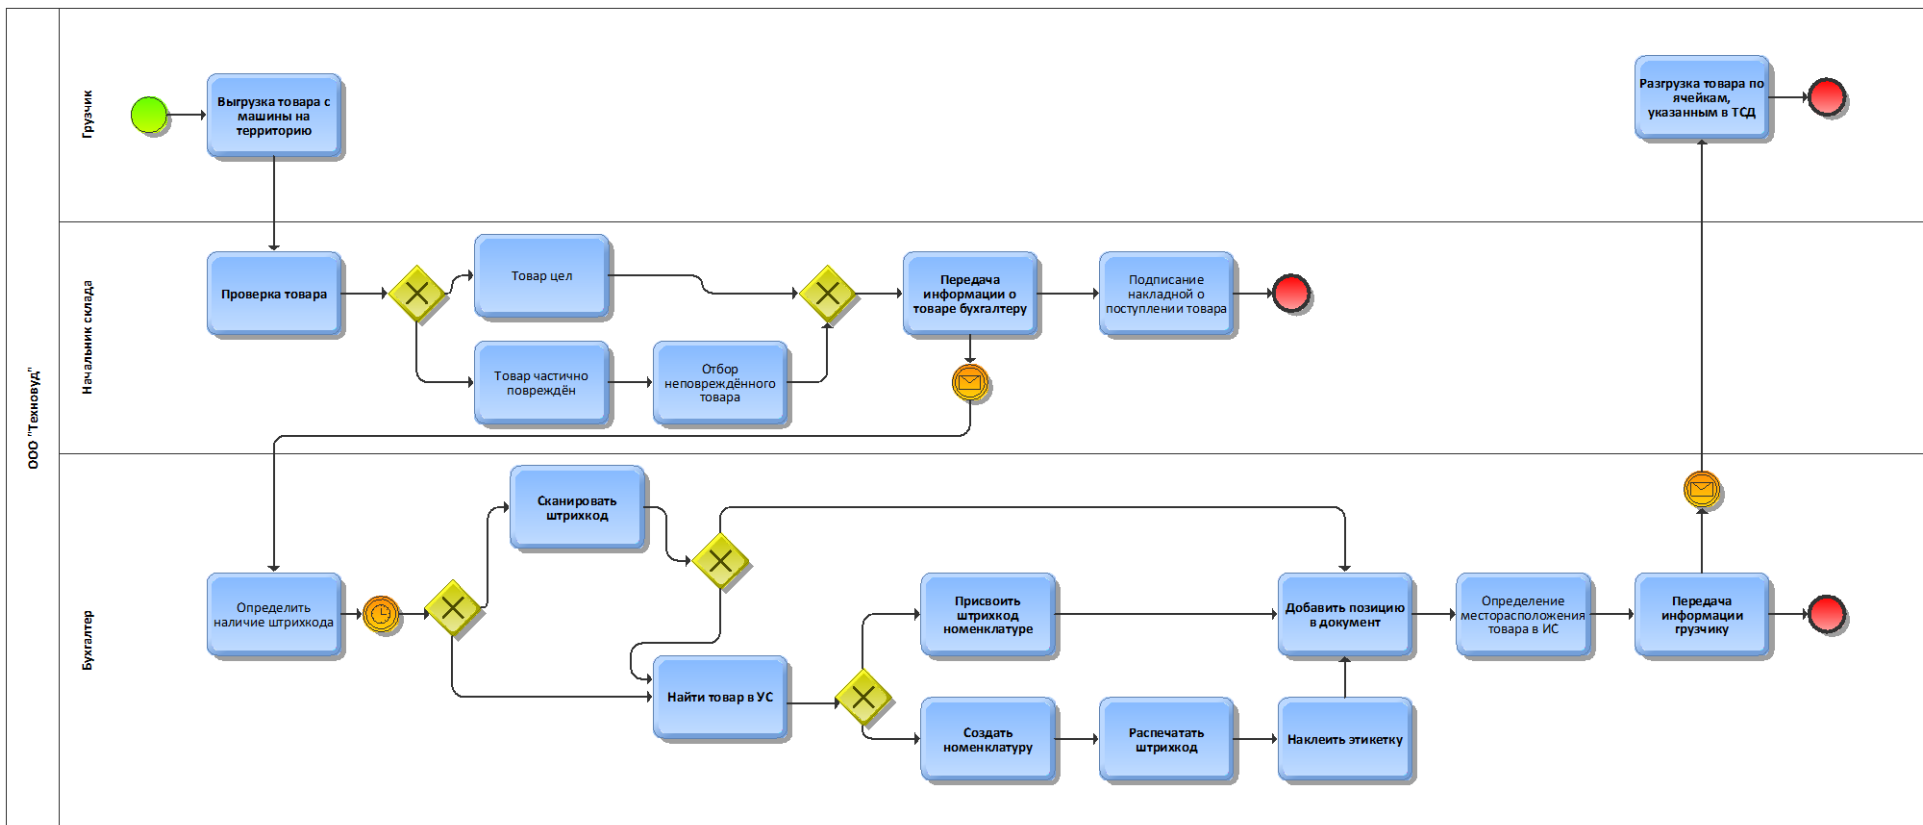 ООО "Техновуд"
Грузчик
Выгрузка товара с
машины на
территорию
Разгрузка товара по
ячейкам,
указанным в ТСД
Начальник склада
Проверка товара
Товар цел
Товар частично
повреждён
Отбор
неповреждённого
товара
Передача
информации о
товаре бухгалтеру
Подписание
накладной о
поступлении товара
Бухгалтер
Определить
наличие штрихкода
Сканировать
штрихкод
Найти товар в УС
Присвоить
штрихкод
номенклатуре
Создать
номенклатуру
Распечатать
штрихкод
Наклеить этикетку
Добавить позицию
в документ
Определение
месторасположения
товара в ИС
Передача
информации
грузчику